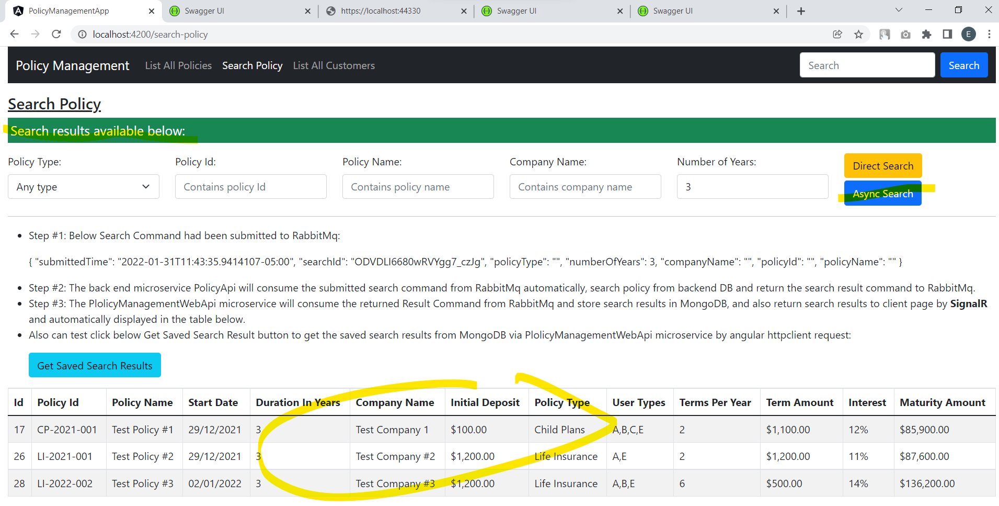 PolicyManagementApp
Swagger UI
https://localhost:44330
Swagger UI
Swagger UI
localhost:4200/search-policy
E
Policy Management List All Policies Search Policy List All Customers Search Search
Search Policy
Search results available below:
Policy Type: Policy Id: Policy Name: Company Name: Number of Years: Direct Search
Any type Contains policy Id Contains policy name Contains company name 3 Async Search
Step #1: Below Search Command had been submitted to RabbitMq:
{ "submittedTime": "2022-01-31T11:43:35.9414107-05:00", "searchId": "ODVDLI6680wRVYgg7_czJg", "policyType": "", "numberOfYears": 3, "companyName": "", "policyId": "", "policyName": "" }
Step #2: The back end microservice PolicyApi will consume the submitted search command from RabbitMq automatically, search policy from backend DB and return the search result command to RabbitMq.
Step #3: The PlolicyManagementWebApi microservice will consume the returned Result Command from RabbitMq and store search results in MongoDB, and also return search results to client page by SignalR
and automatically displayed in the table below.
Also can test click below Get Saved Search Result button to get the saved search results from MongoDB via PlolicyManagementWebApi microservice by angular httpclient request:
Get Saved Search Results
Id Policy Id Policy Name Start Date Duration In Years Company Name Initial Deposit Policy Type User Types Terms Per Year Term Amount Interest Maturity Amount
17 CP-2021-001 Test Policy #1 29/12/2021 3 Test Company 1 $100.00 Child Plans A,B,C,E 2 $1,100.00 12% $85,900.00
26 LI-2021-001 Test Policy #2 29/12/2021 3 Test Company #2 $1,200.00 Life Insurance A,E 2 $1,200.00 11% $87,600.00
28 LI-2022-002 Test Policy #3 02/01/2022 3 Test Company #3 $1,200.00 Life Insurance A,B,E 6 $500.00 14% $136,200.00